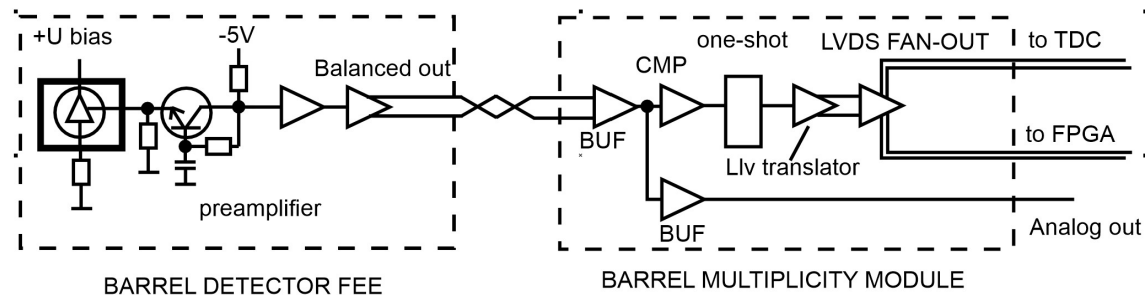 +U bias
-5V
Balanced out
preamplifier
BARREL DETECTOR FEE
one-shot
LVDS FAN-OUT
to TDC
CMP
BUF
Llv translator
to FPGA
BUF
Analog out
BARREL MULTIPLICITY MODULE